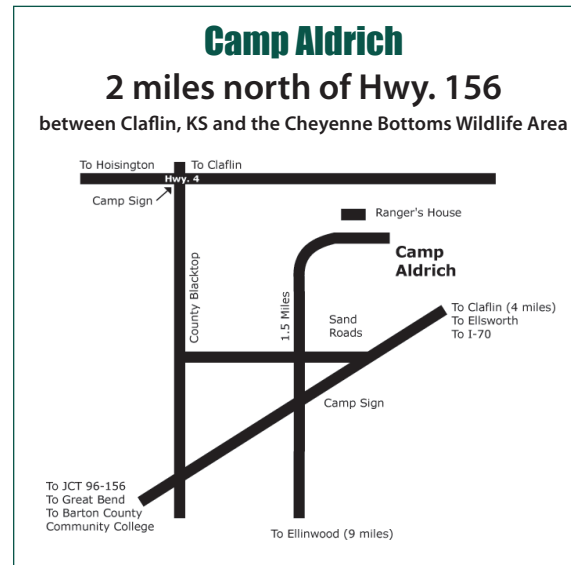 Camp Aldrich
2 miles north of Hwy. 156
between Claflin, KS and the Cheyenne Bottoms Wildlife Area
To Hoisington
To Claflin
Hwy. 4
Camp Sign
Ranger's House
Camp
Aldrich
County Blacktop
1.5 Miles
Sand
Roads
To Claflin (4 miles)
To Ellsworth
To I-70
Camp Sign
To JCT 96-156
To Great Bend
To Barton County
Community College
To Ellinwood (9 miles)